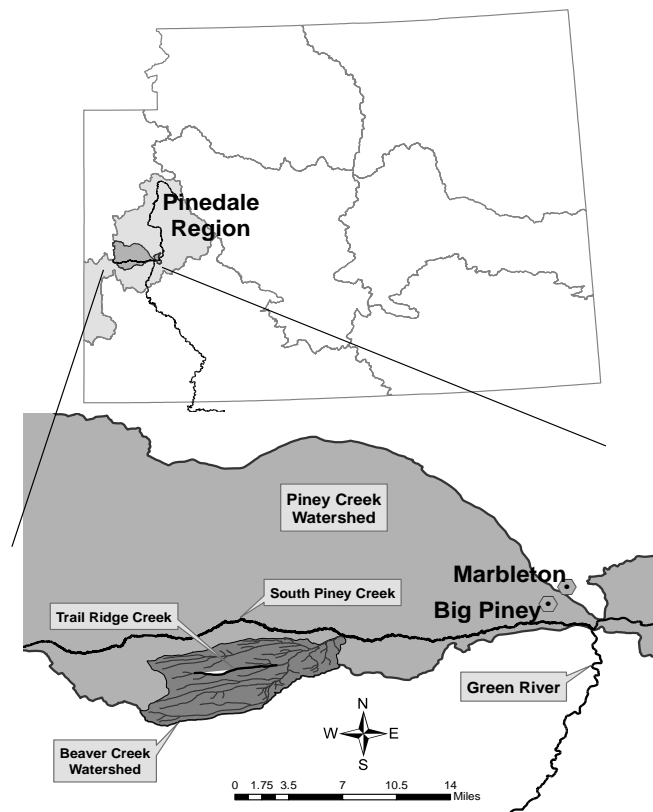 Pinedale
Region
Piney Creek
Watershed
Marbleton
South Piney Creek
Big Piney
Trail Ridge Creek
Green River
N
W E
S
Beaver Creek
Watershed
0 1.75 3.5 7 10.5 14
Miles